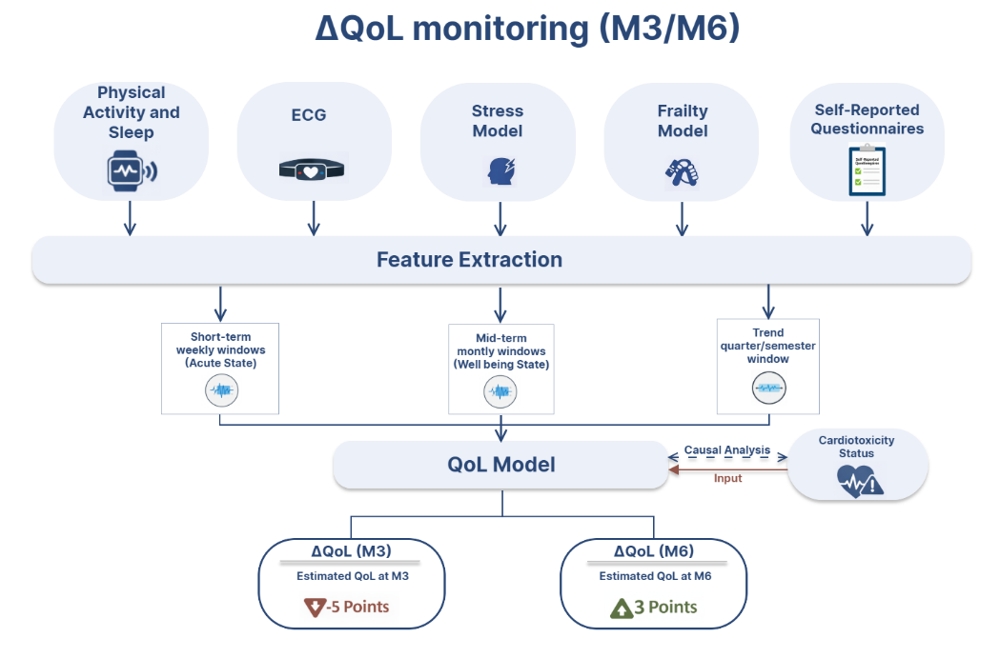 ΔQoL monitoring (M3/M6)
Physical
Activity and
Sleep
ECG
Stress
Model
Frailty
Model
Self-Reported
Questionnaires
Self-Reported
Questionnaires
Feature Extraction
Short-term
weekly windows
(Acute State)
Mid-term
montly windows
(Well being State)
Trend
quarter/semester
window
QoL Model
Causal Analysis
Input
Cardiotoxicity
Status
ΔQoL (M3)
Estimated QoL at M3
-5 Points
ΔQoL (M6)
Estimated QoL at M6
3 Points